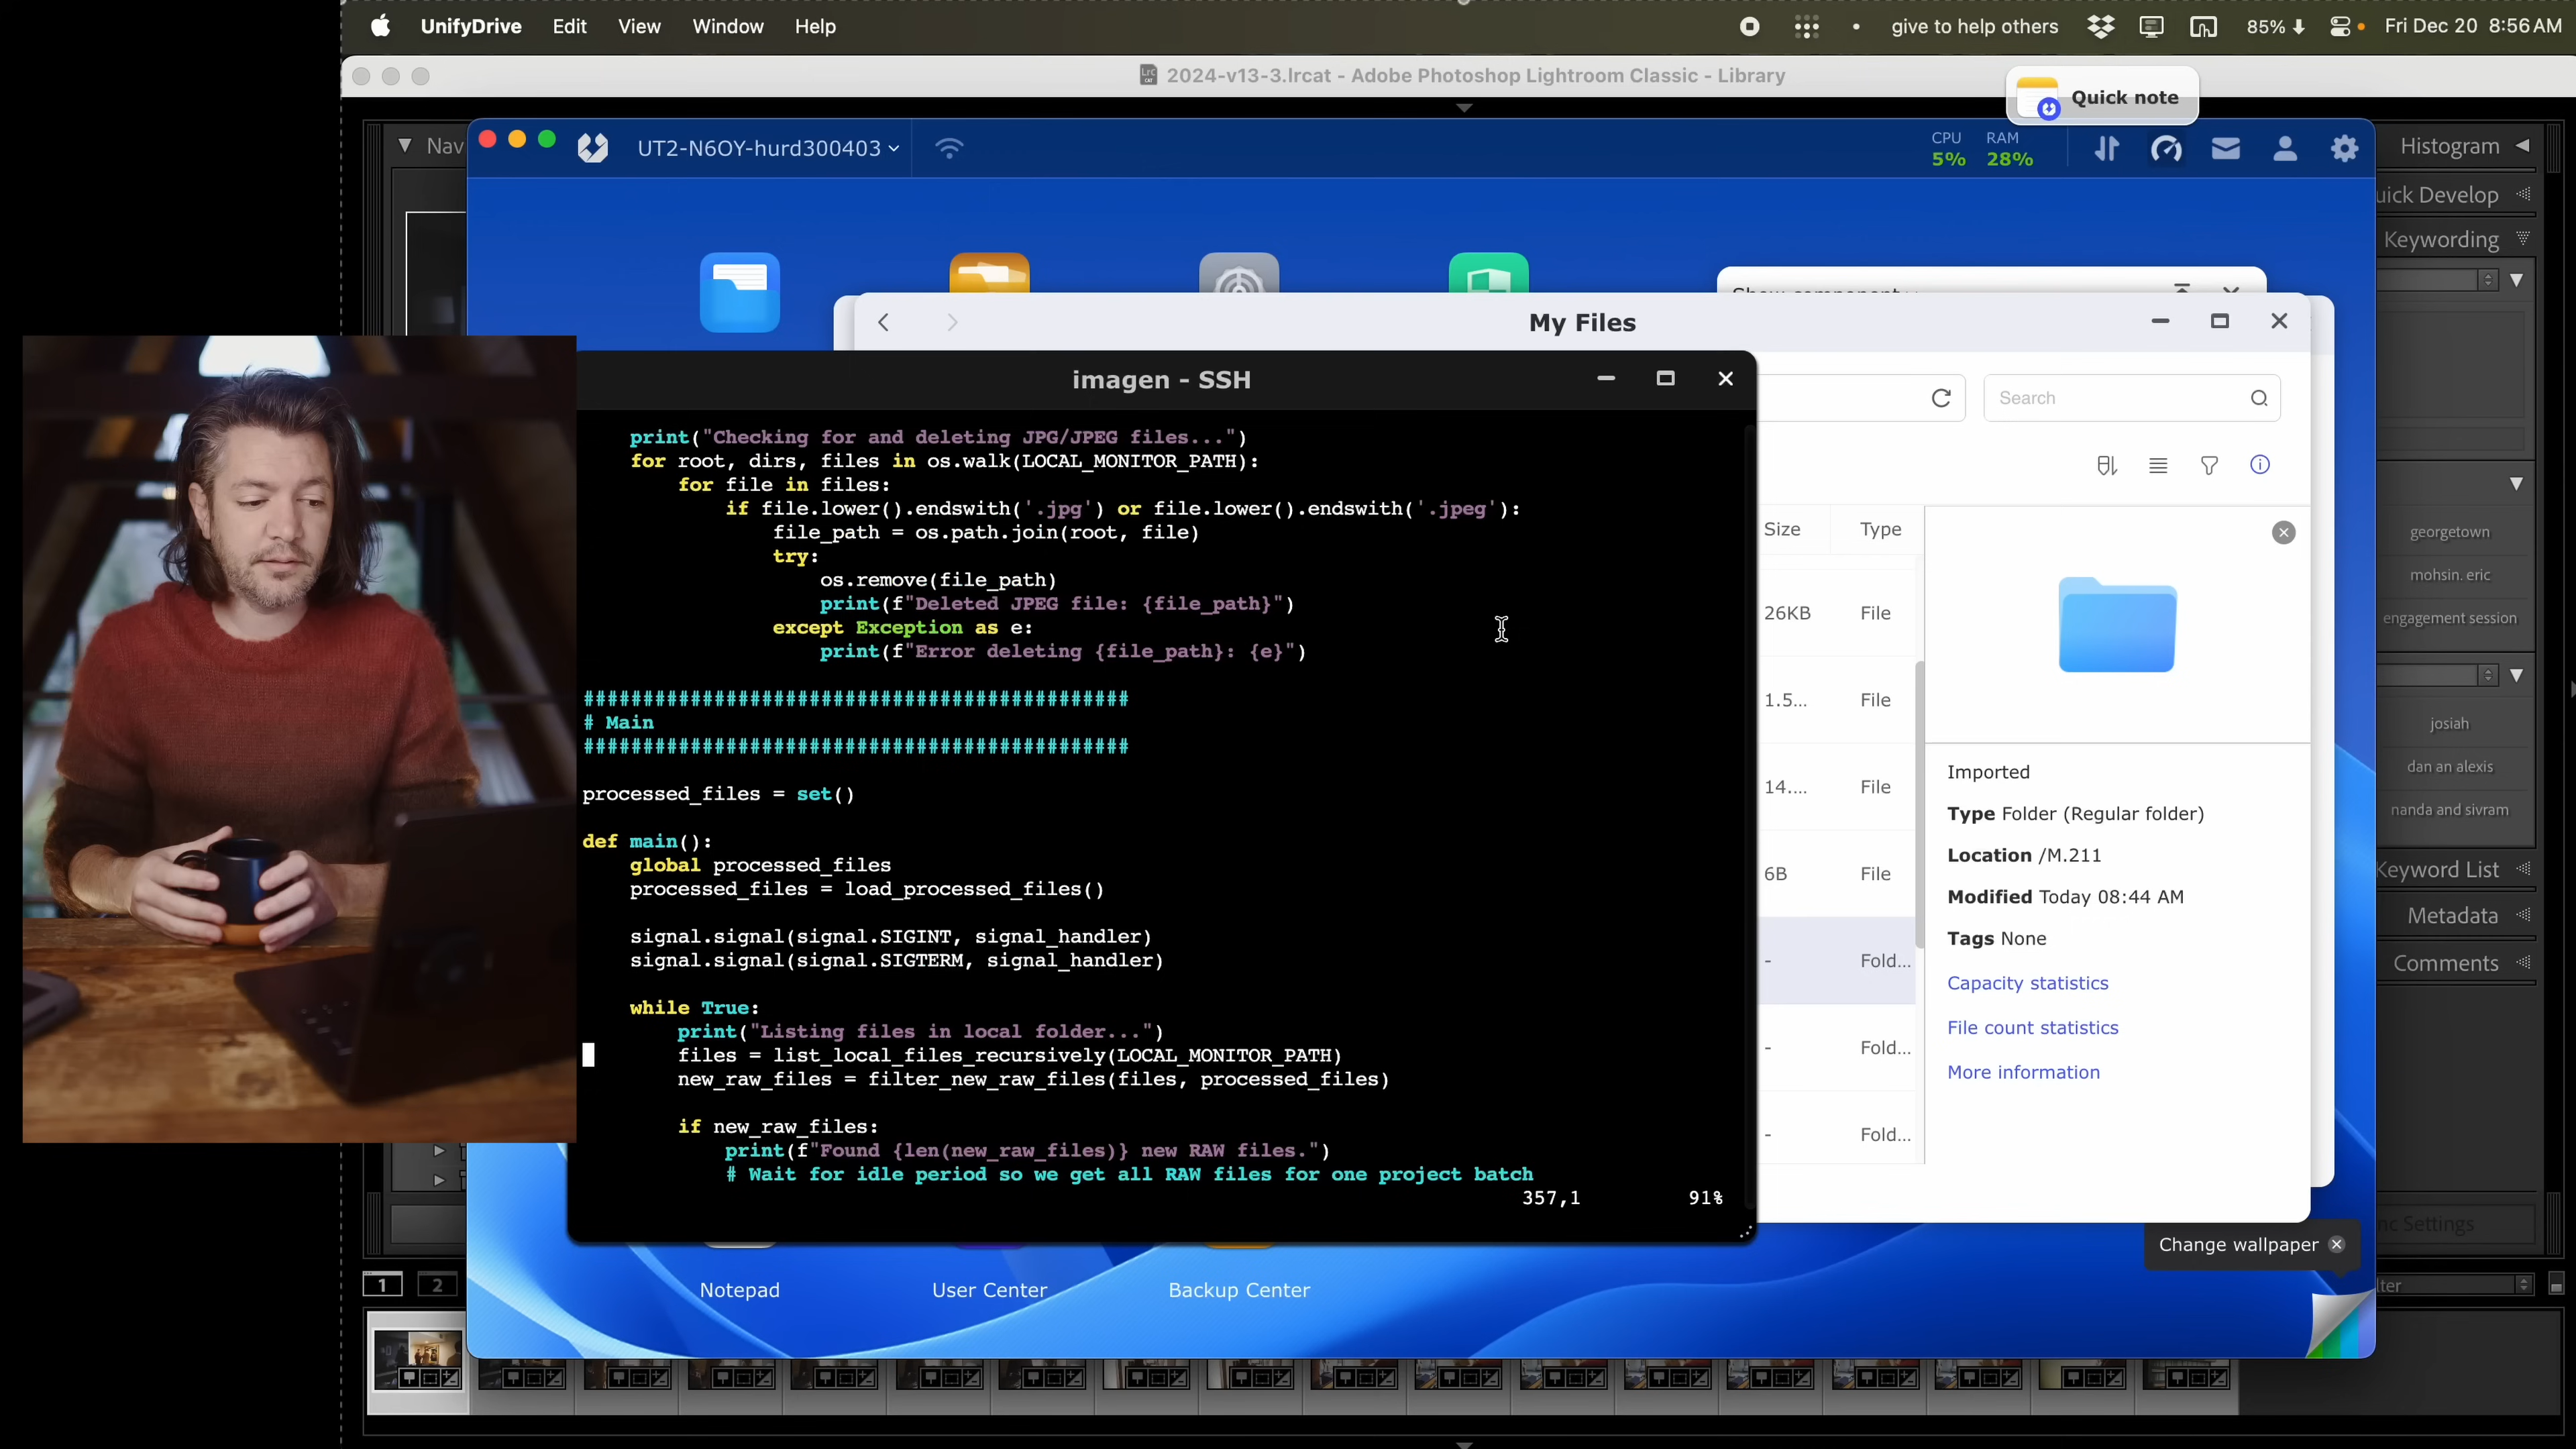 UnifyDrive Edit View Window Help
give to help others 85% Fri Dec 20 8:56 AM
2024-v13-3.lrcat - Adobe Photoshop Lightroom Classic - Library
Quick note
Nav
UT2-N6OY-hurd300403
CPU
5%
RAM
28%
Histogram
uick Develop
Keywording
My Files
imagen - SSH
Search
print("Checking for and deleting JPG/JPEG files...")
for root, dirs, files in os.walk(LOCAL_MONITOR_PATH):
for file in files:
if file.lower().endswith('.jpg') or file.lower().endswith('.jpeg'):
file_path = os.path.join(root, file)
try:
os.remove(file_path)
print(f"Deleted JPEG file: {file_path}")
except Exception as e:
print(f"Error deleting {file_path}: {e}")
##############################################
# Main
##############################################
processed_files = set()
def main():
global processed_files
processed_files = load_processed_files()
signal.signal(signal.SIGINT, signal_handler)
signal.signal(signal.SIGTERM, signal_handler)
while True:
print("Listing files in local folder...")
files = list_local_files_recursively(LOCAL_MONITOR_PATH)
new_raw_files = filter_new_raw_files(files, processed_files)
if new_raw_files:
print(f"Found {len(new_raw_files)} new RAW files.")
# Wait for idle period so we get all RAW files for one project batch
357,1 91%
Size Type
26KB File
1.5... File
14.... File
6B File
- Fold...
- Fold...
- Fold...
Imported
Type Folder (Regular folder)
Location /M.211
Modified Today 08:44 AM
Tags None
Capacity statistics
File count statistics
More information
georgetown
mohsin. eric
engagement session
josiah
dan an alexis
nanda and sivram
Keyword List
Metadata
Comments
nc Settings
Change wallpaper
Notepad
User Center
Backup Center
1 2
lter